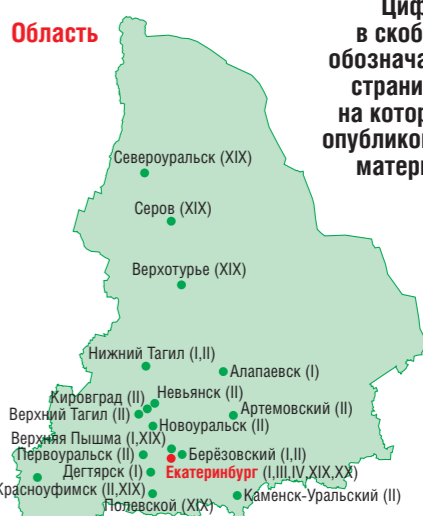 Область
Циф
в скоб
обознача
страни
на котор
опубликов
матери
Североуральск (XIX)
Серов (XIX)
Верхотурье (XIX)
Нижний Тагил (I,II)
Алапаевск (I)
Кировград (II)
Невьянск (II)
Верхний Тагил (II)
Артемовский (II)
Новоуральск (II)
Верхняя Пышма (I,XIX)
Первоуральск (II)
Берёзовский (I,II)
Дегтярск (I)
Екатеринбург (I,III,IV,XIX,XX)
Красноуфимск (II,XIX)
Полевской (XIX)
Каменск-Уральский (II)